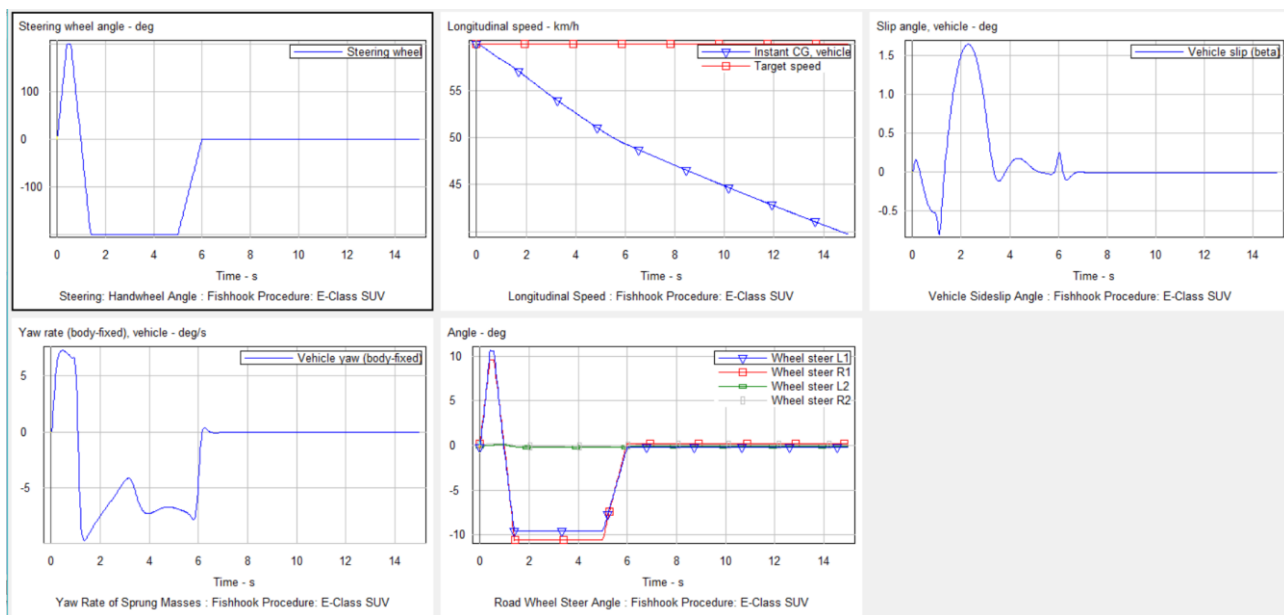 Steering wheel angle - deg
Steering wheel
100
0
-100
0 2 4 6 8 10 12 14
Time - s
Steering: Handwheel Angle : Fishhook Procedure: E-Class SUV
Longitudinal speed - km/h
Instant CG, vehicle
Target speed
55
50
45
0 2 4 6 8 10 12 14
Time - s
Longitudinal Speed : Fishhook Procedure: E-Class SUV
Slip angle, vehicle - deg
Vehicle slip (beta)
1.5
1.0
0.5
0
-0.5
0 2 4 6 8 10 12 14
Time - s
Vehicle Sideslip Angle : Fishhook Procedure: E-Class SUV
Yaw rate (body-fixed), vehicle - deg/s
Vehicle yaw (body-fixed)
5
0
-5
0 2 4 6 8 10 12 14
Time - s
Yaw Rate of Sprung Masses : Fishhook Procedure: E-Class SUV
Angle - deg
Wheel steer L1
Wheel steer R1
Wheel steer L2
Wheel steer R2
10
5
0
-5
-10
0 2 4 6 8 10 12 14
Time - s
Road Wheel Steer Angle : Fishhook Procedure: E-Class SUV